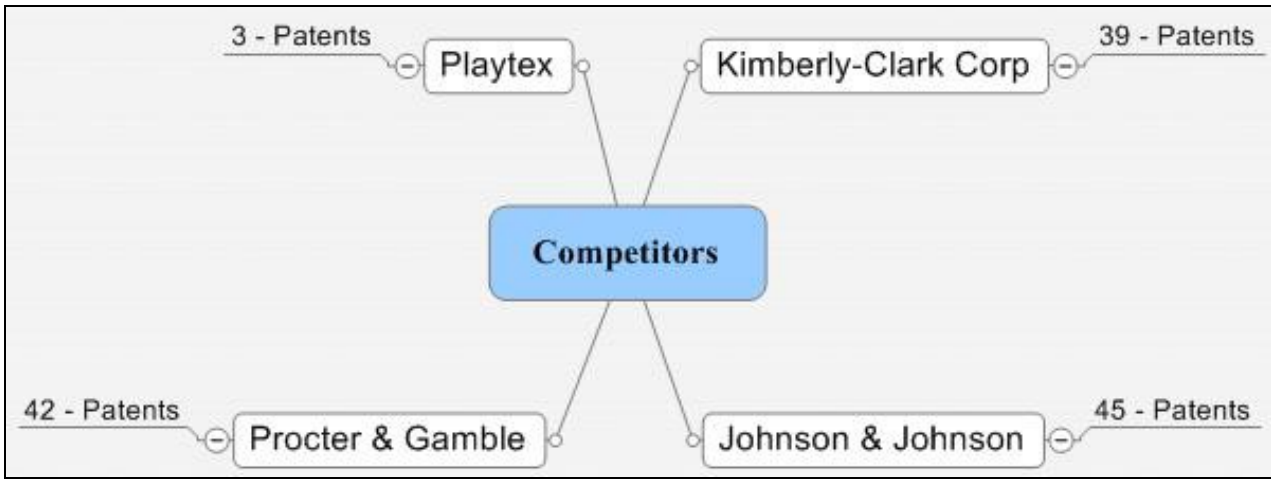 3 - Patents
Playtex
Kimberly-Clark Corp
39 - Patents
Competitors
42 - Patents
Procter & Gamble
Johnson & Johnson
45 - Patents